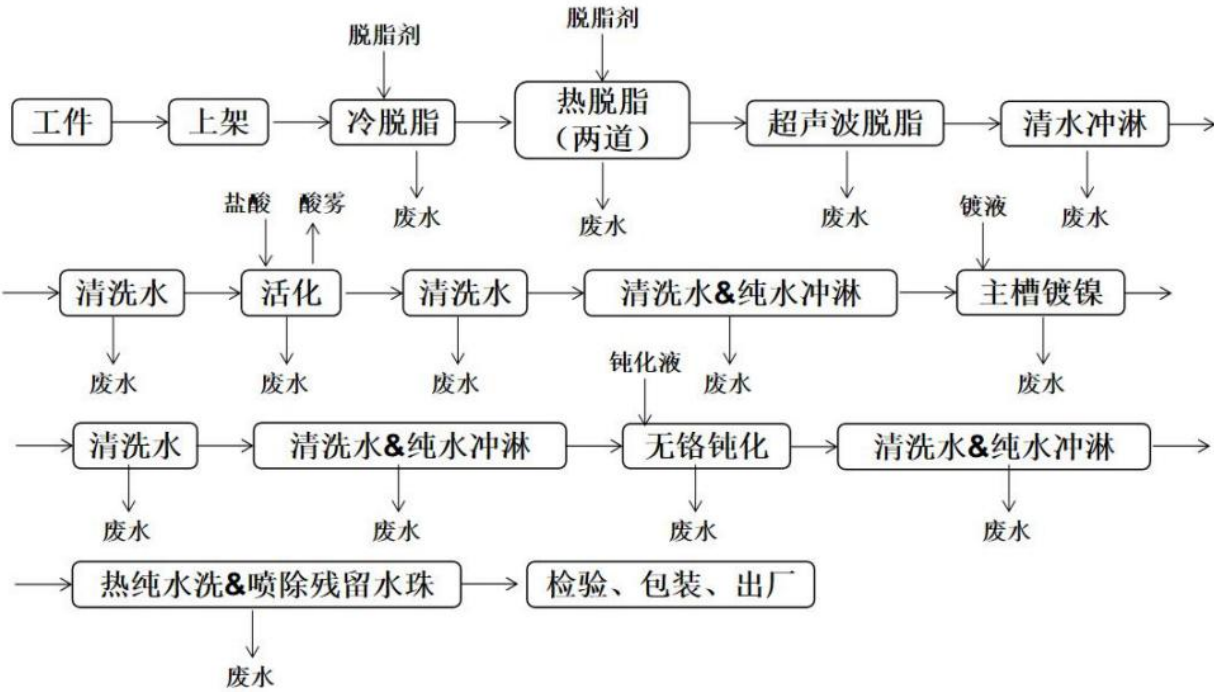 脱脂剂
脱脂剂
工件
上架
冷脱脂
热脱脂
（两道）
超声波脱脂
清水冲淋
废水
废水
废水
废水
盐酸
酸雾
镀液
清洗水
活化
清洗水
清洗水&纯水冲淋
主槽镀镍
废水
废水
废水
废水
废水
钝化液
清洗水
清洗水&纯水冲淋
无铬钝化
清洗水&纯水冲淋
废水
废水
废水
废水
热纯水洗&喷除残留水珠
检验、包装、出厂
废水